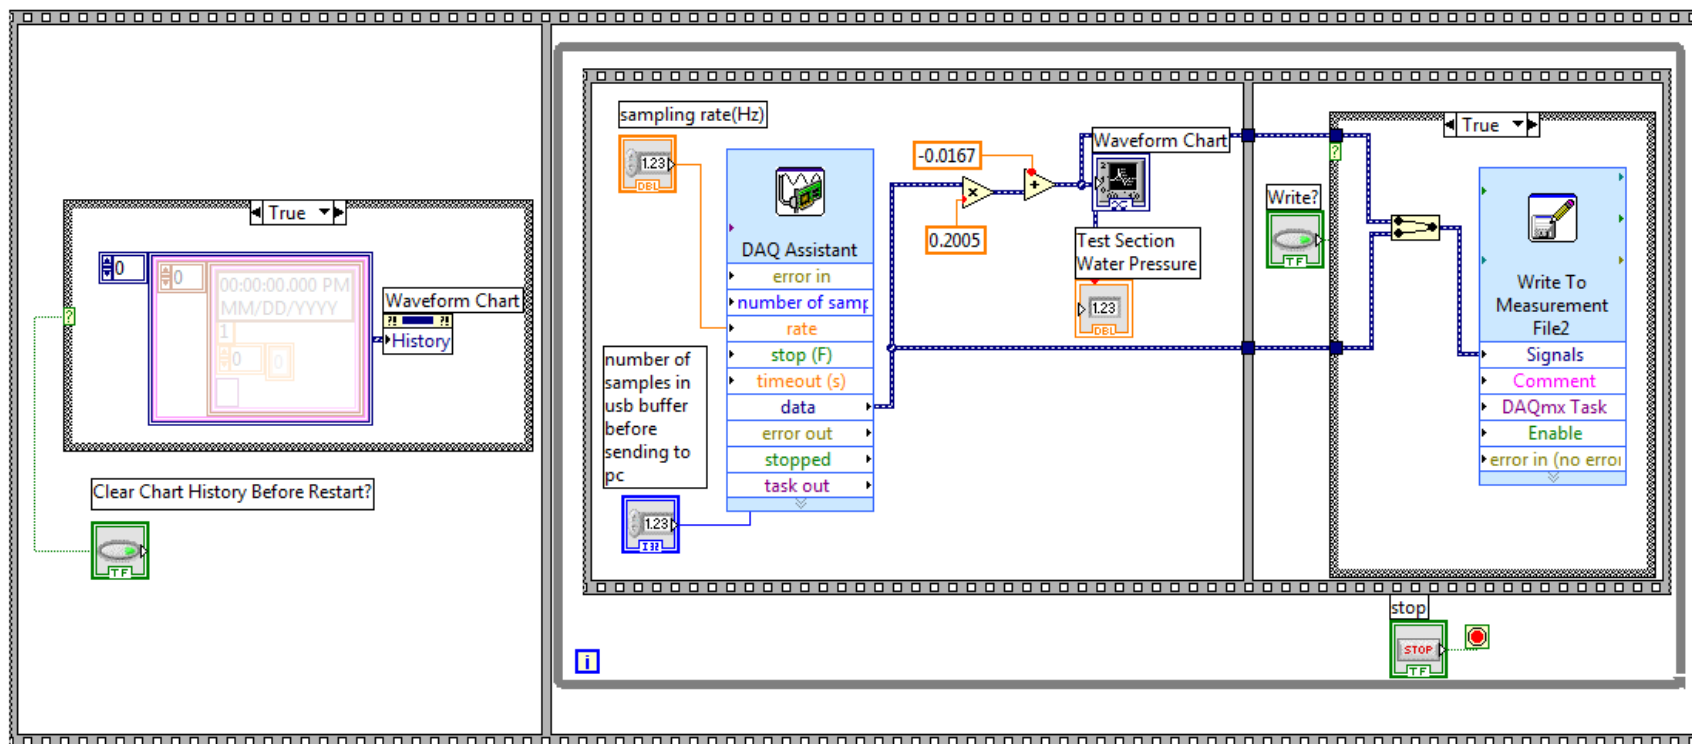 True
0
0
00:00:00.000 PM
MM/DD/YYYY
1
0
0
Waveform Chart
?!
?!
History
?
Clear Chart History Before Restart?
TF
sampling rate(Hz)
1.23
DBL
number of
samples in
usb buffer
before
sending to
pc
1.23
I32
DAQ Assistant
error in
number of samp
rate
stop (F)
timeout (s)
data
error out
stopped
task out
-0.0167
0.2005
×
+
Waveform Chart
Test Section
Water Pressure
1.23
DBL
Write?
TF
True
?
Write To
Measurement
File2
Signals
Comment
DAQmx Task
Enable
error in (no error
stop
STOP
TF
i